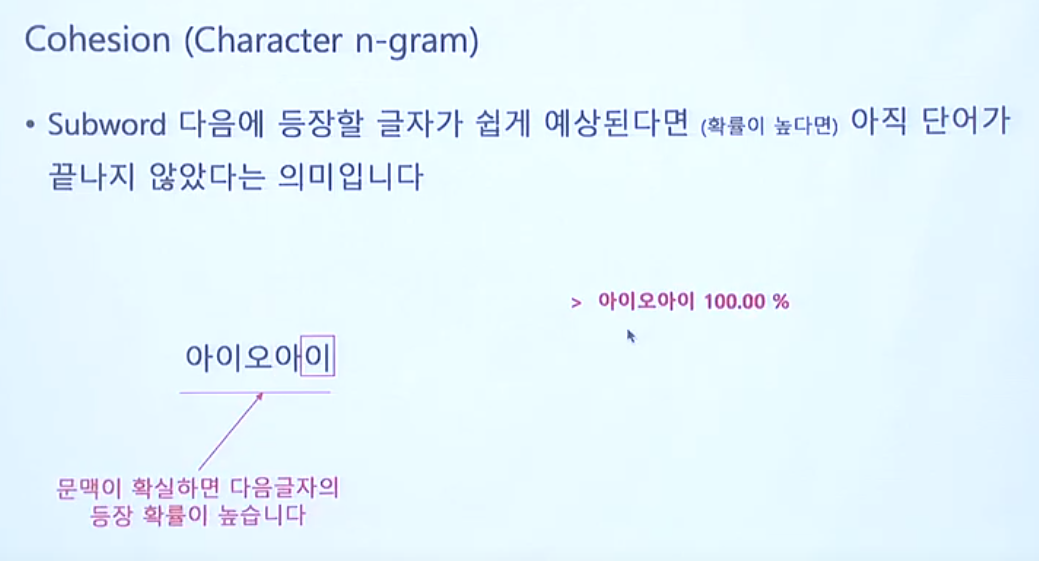 Cohesion (Character n-gram)
• Subword 다음에 등장할 글자가 쉽게 예상된다면 (확률이 높다면) 아직 단어가
끝나지 않았다는 의미입니다
> 아이오아이 100.00 %
아이오아이
문맥이 확실하면 다음글자의
등장 확률이 높습니다